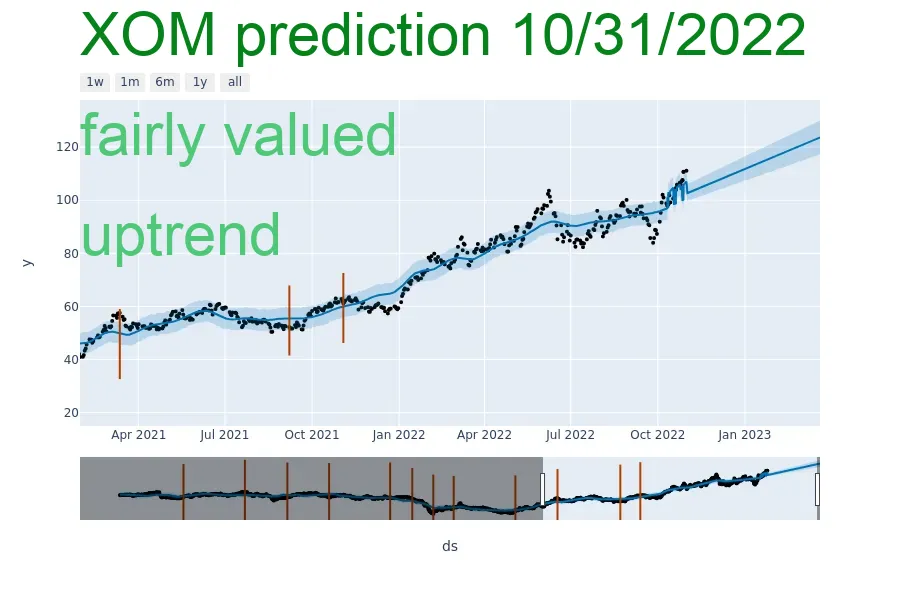 XOM prediction 10/31/2022
1w 1m 6m 1y all
fairly valued
uptrend
120
100
80
60
40
20
y
Apr 2021 Jul 2021 Oct 2021 Jan 2022 Apr 2022 Jul 2022 Oct 2022 Jan 2023
ds